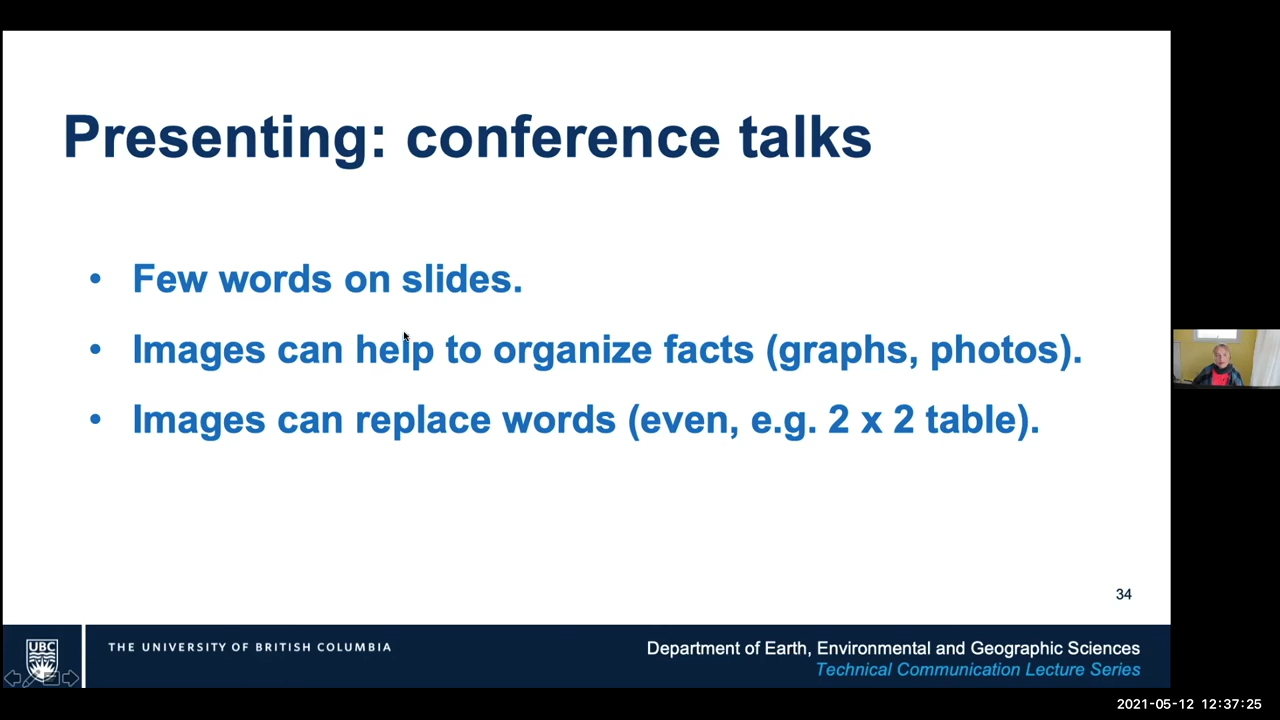 Presenting: conference talks
• Few words on slides.
• Images can help to organize facts (graphs, photos).
• Images can replace words (even, e.g. 2 x 2 table).
34
UBC
THE UNIVERSITY OF BRITISH COLUMBIA
Department of Earth, Environmental and Geographic Sciences
Technical Communication Lecture Series
2021-05-12 12:37:25